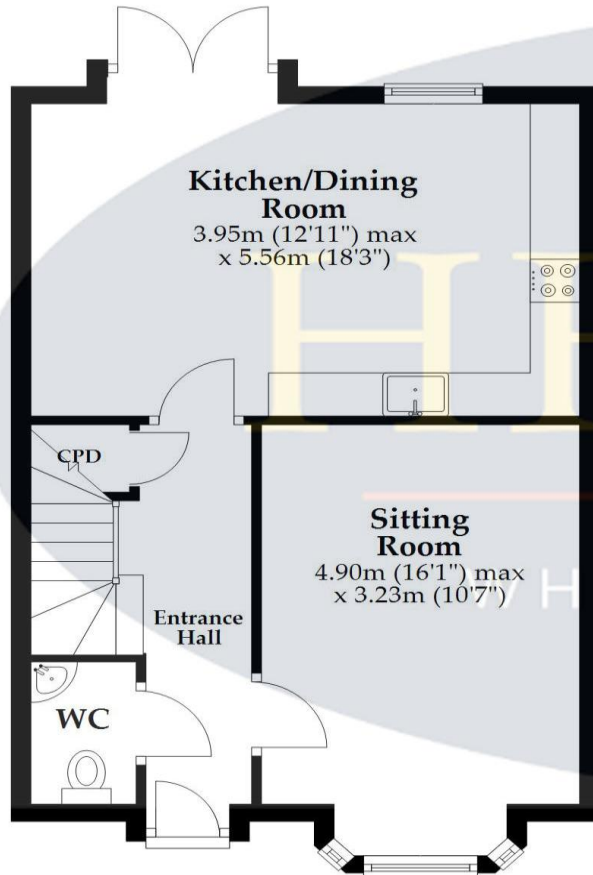 Kitchen/Dining
Room
3.95m (12'11") max
x 5.56m (18'3")
CPD
Sitting
Room
4.90m (16'1") max
x 3.23m (10'7")
Entrance
Hall
WC
H
W H